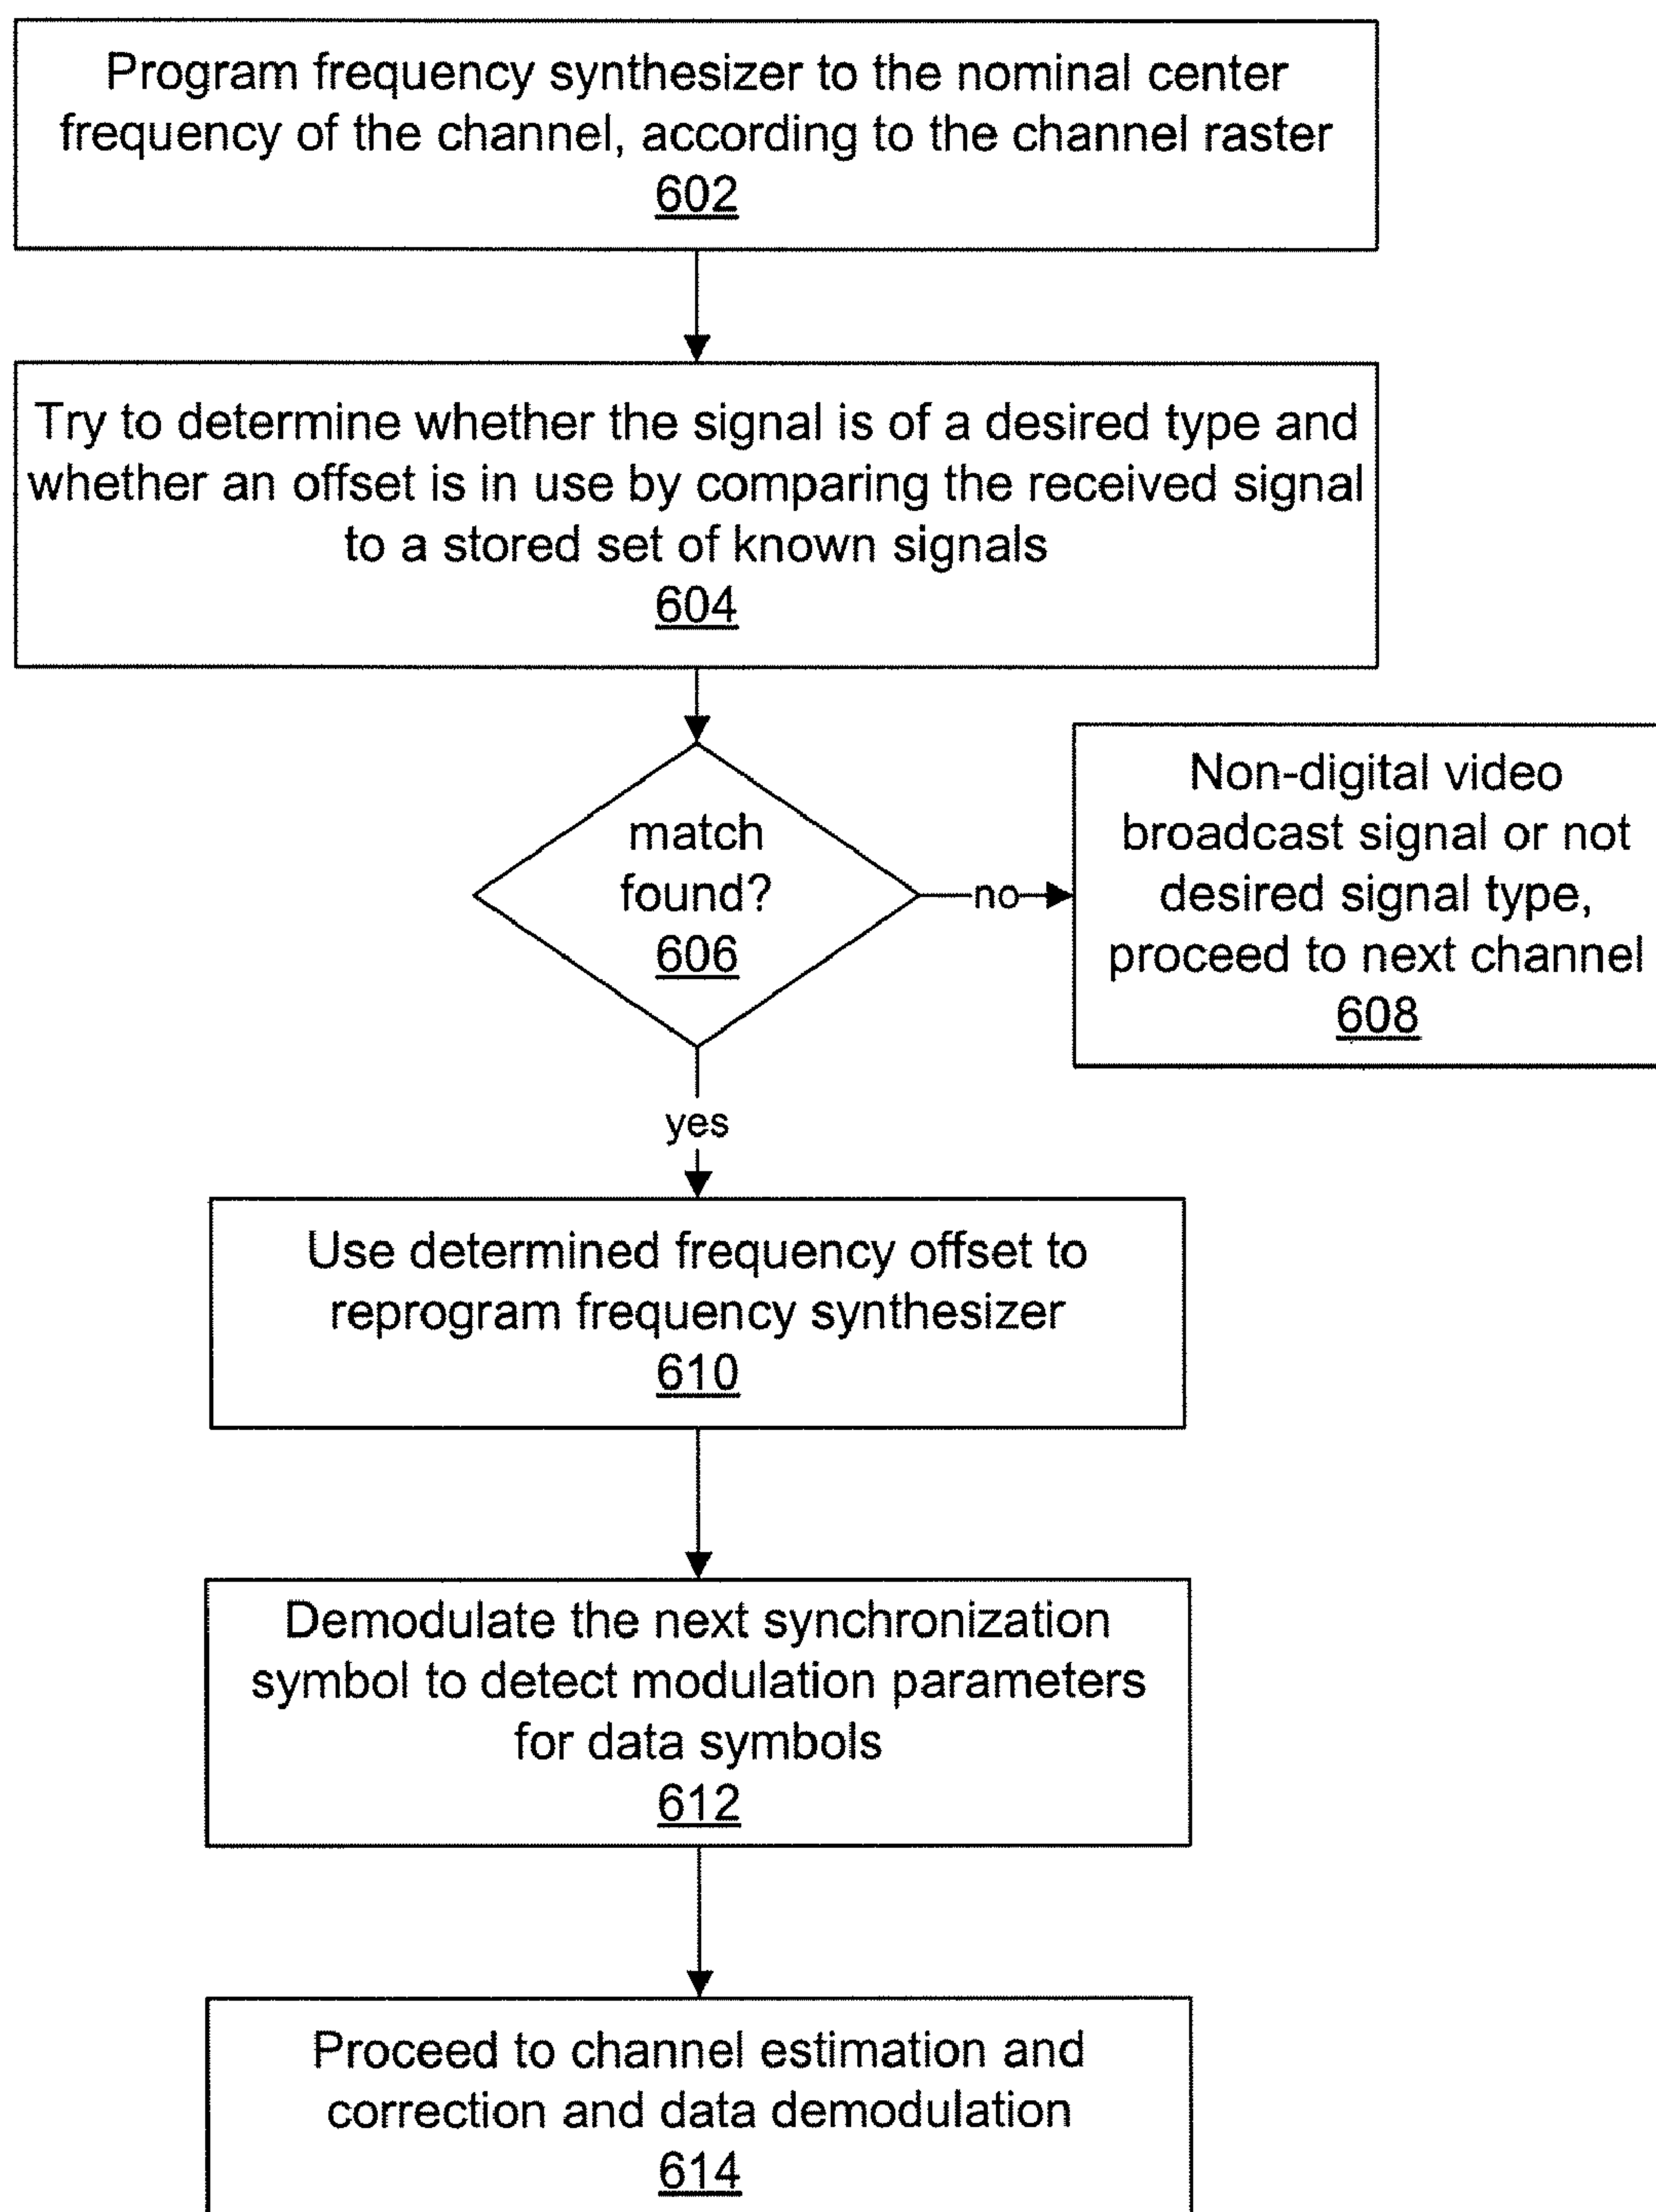 Program frequency synthesizer to the nominal center
frequency of the channel, according to the channel raster
602
Try to determine whether the signal is of a desired type and
whether an offset is in use by comparing the received signal
to a stored set of known signals
604
match
found?
606
no
Non-digital video
broadcast signal or not
desired signal type,
proceed to next channel
608
yes
Use determined frequency offset to
reprogram frequency synthesizer
610
Demodulate the next synchronization
symbol to detect modulation parameters
for data symbols
612
Proceed to channel estimation and
correction and data demodulation
614